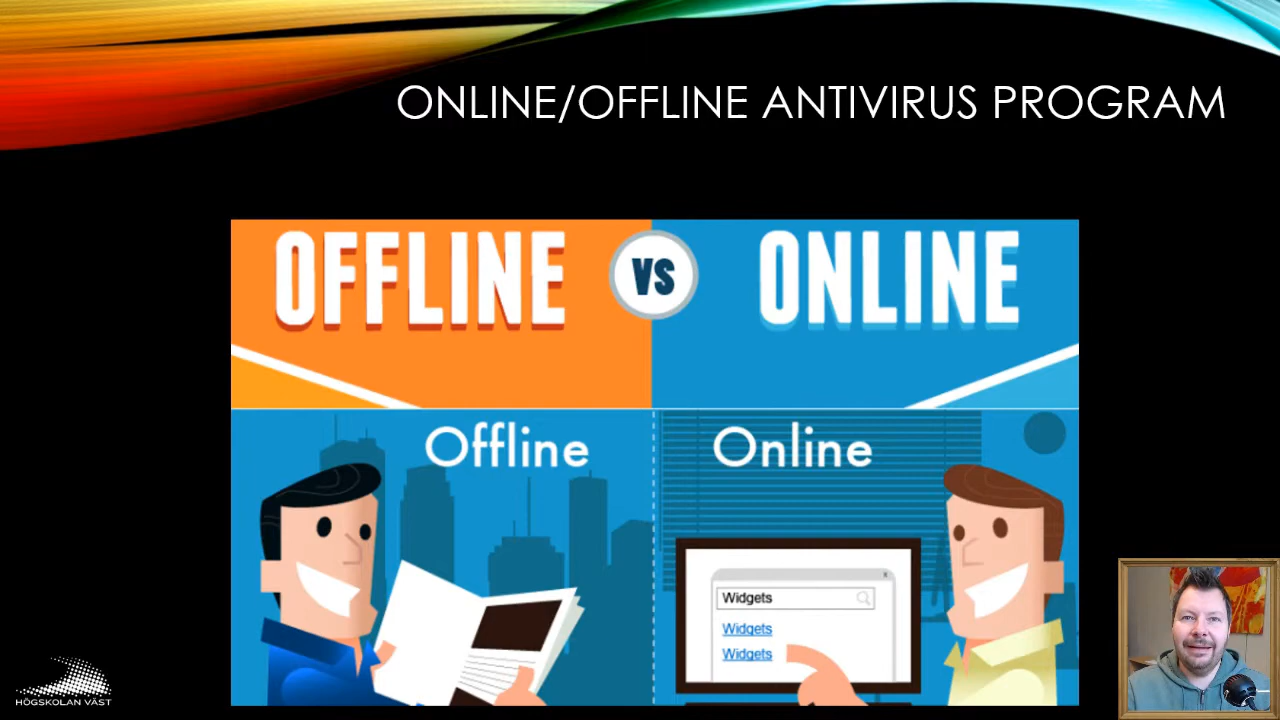 ONLINE/OFFLINE ANTIVIRUS PROGRAM
OFFLINE VS ONLINE
Offline Online
Widgets
Widgets
Widgets
HÖGSKOLAN VÄST